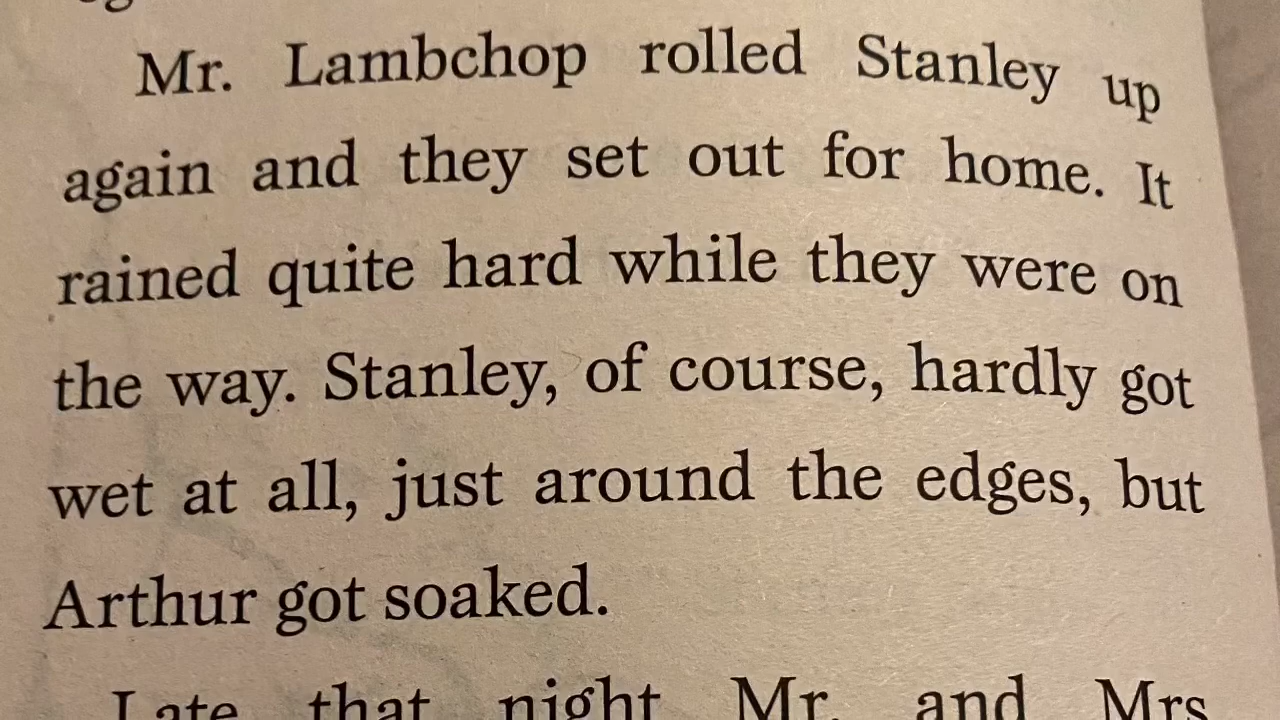 Mr. Lambchop rolled Stanley up
again and they set out for home. It
rained quite hard while they were on
the way. Stanley, of course, hardly got
wet at all, just around the edges, but
Arthur got soaked.
Late that night Mr. and Mrs